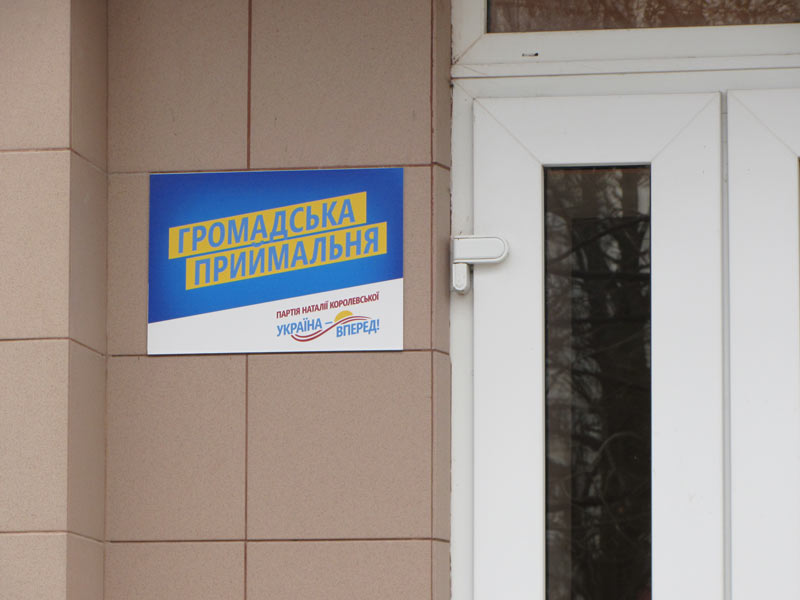 ГРОМАДСЬКА
ПРИЙМАЛЬНЯ
ПАРТІЯ НАТАЛІЇ КОРОЛЕВСЬКОЇ
УКРАЇНА –
ВПЕРЕД!